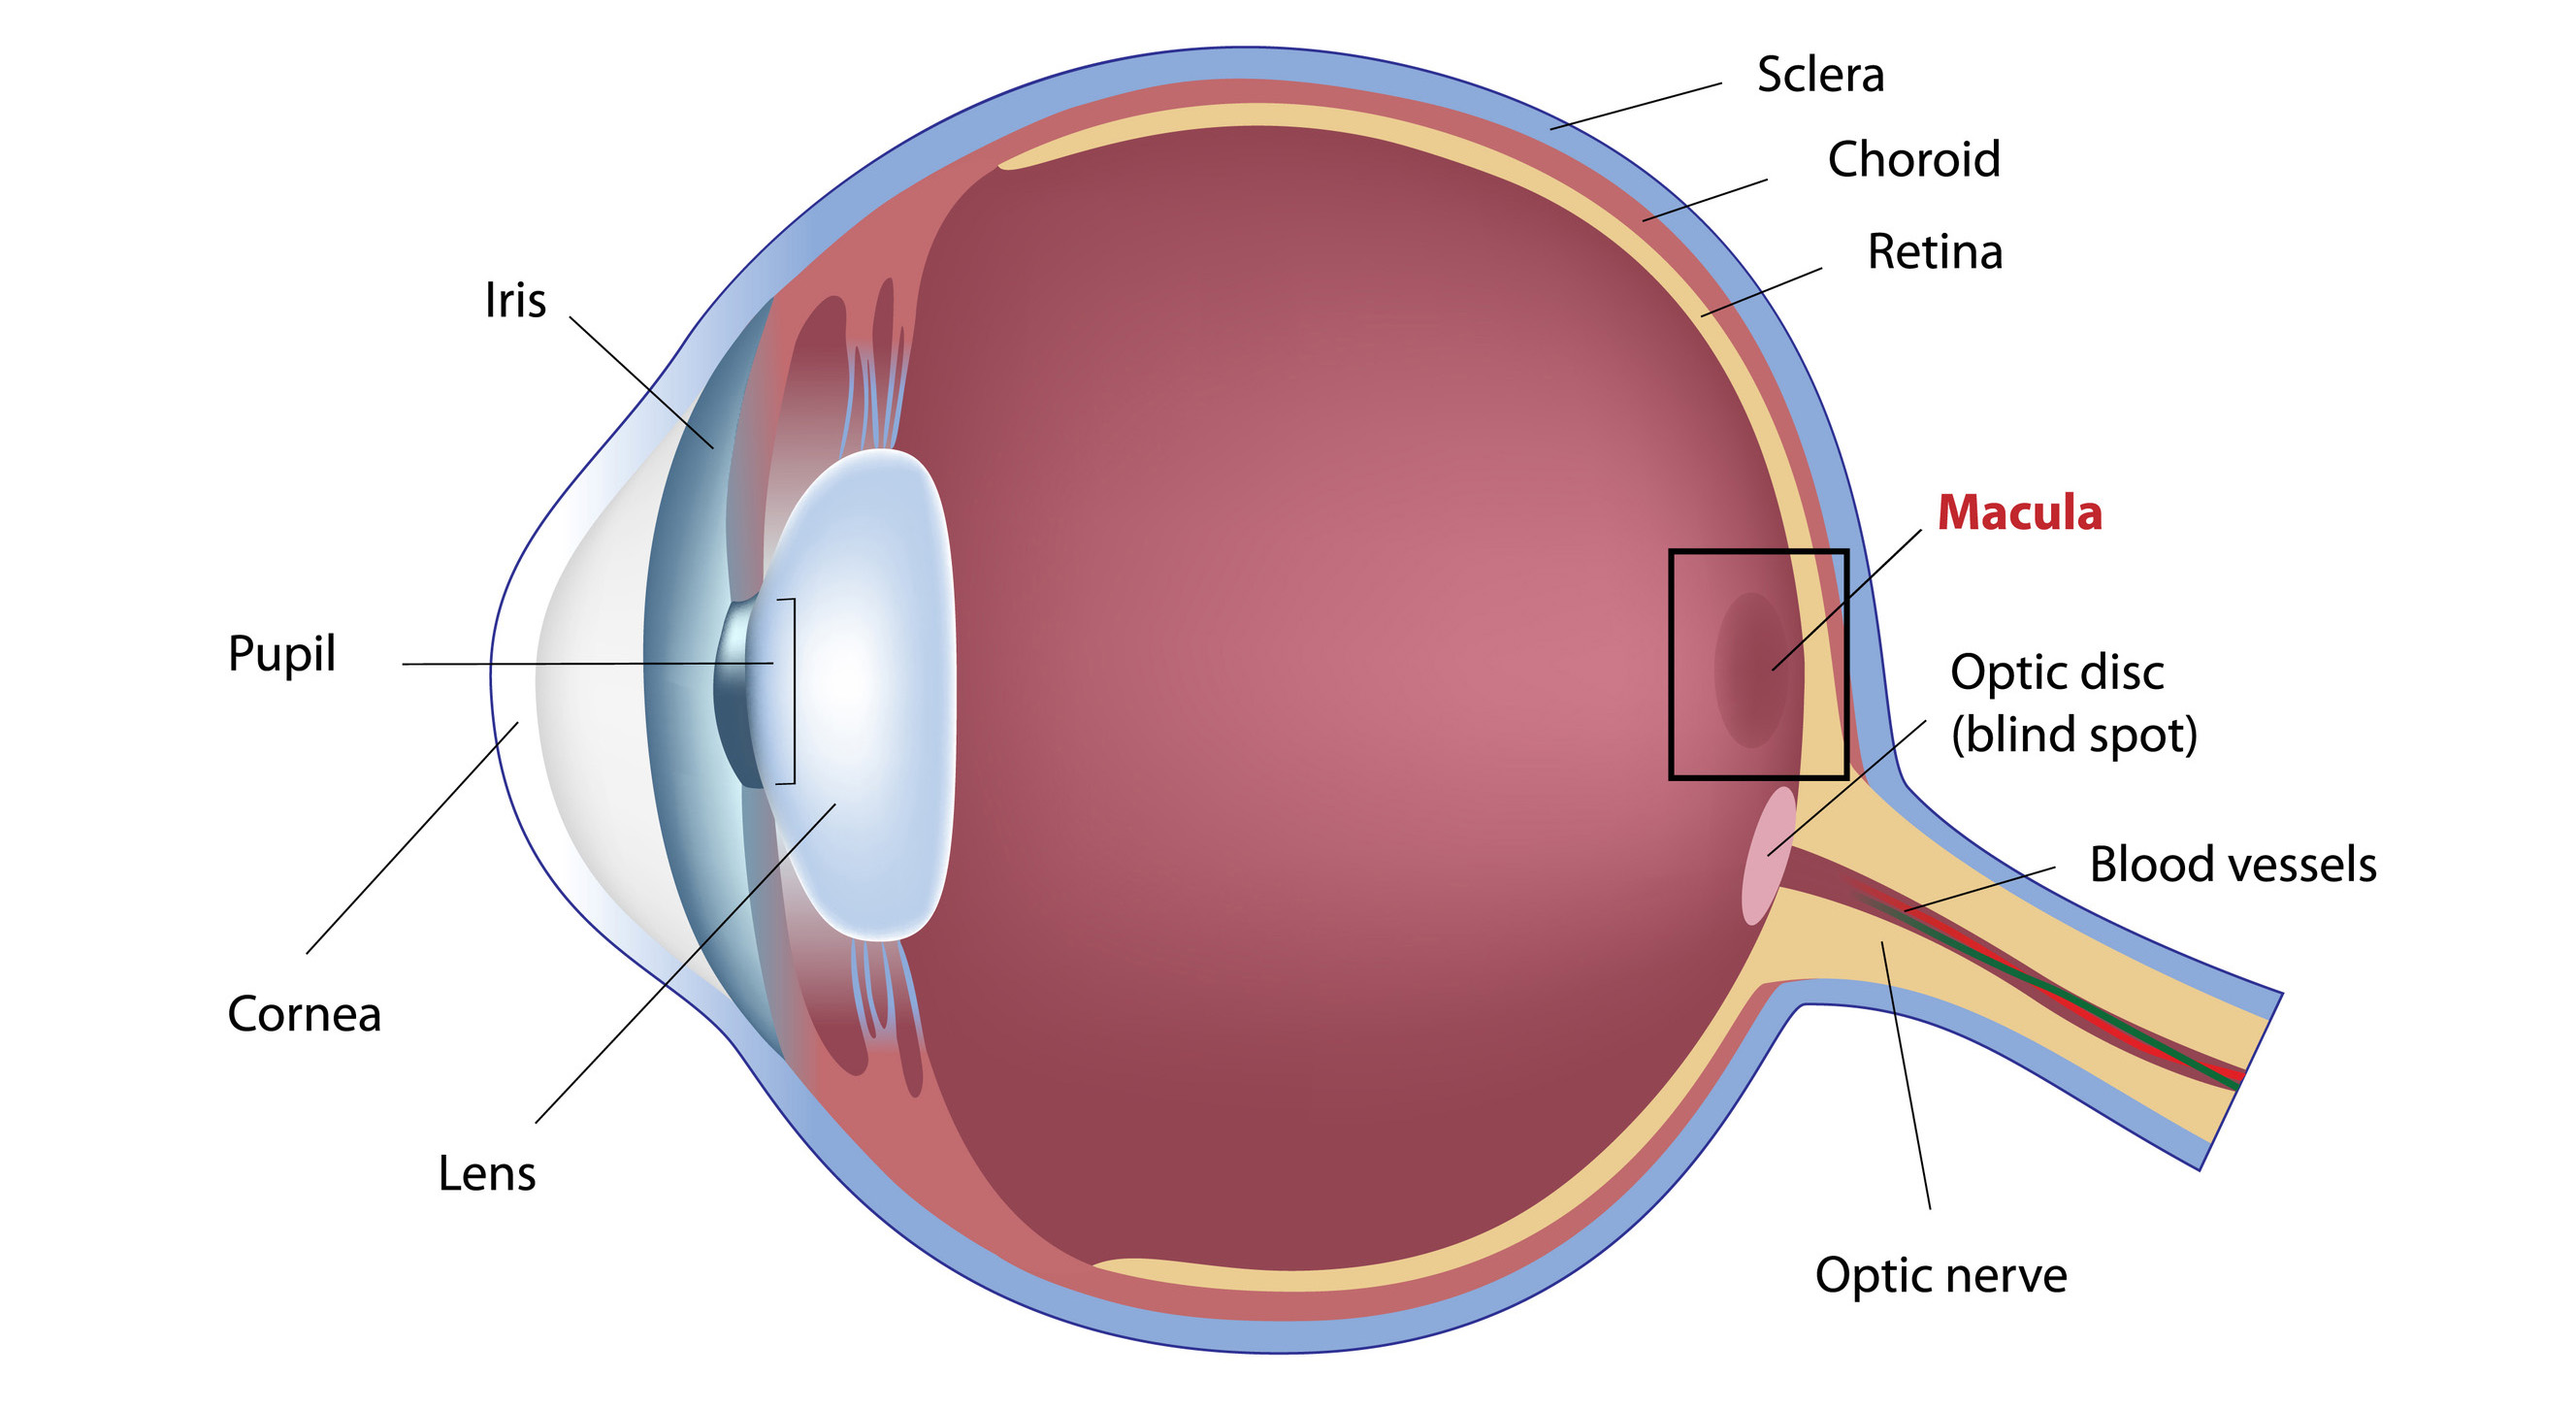 Sclera
Choroid
Retina
Iris
Macula
Pupil
Optic disc
(blind spot)
Blood vessels
Cornea
Lens
Optic nerve